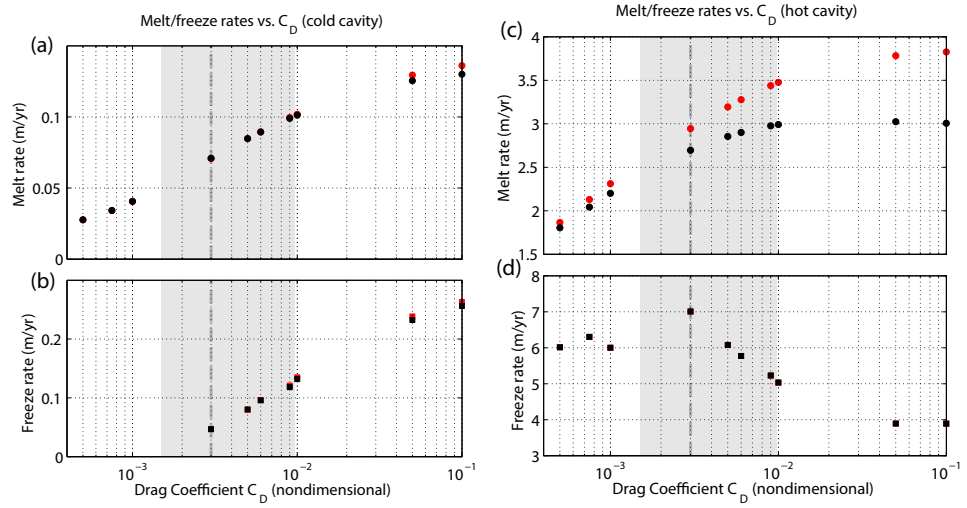 Melt/freeze rates vs. C_D (cold cavity)
(a)
Melt rate (m/yr)
0.1
0.05
0
(b)
Freeze rate (m/yr)
0.2
0.1
0
10^-3
10^-2
10^-1
Drag Coefficient C_D (nondimensional)
Melt/freeze rates vs. C_D (hot cavity)
(c)
Melt rate (m/yr)
4
3.5
3
2.5
2
1.5
(d)
Freeze rate (m/yr)
8
7
6
5
4
3
10^-3
10^-2
10^-1
Drag Coefficient C_D (nondimensional)